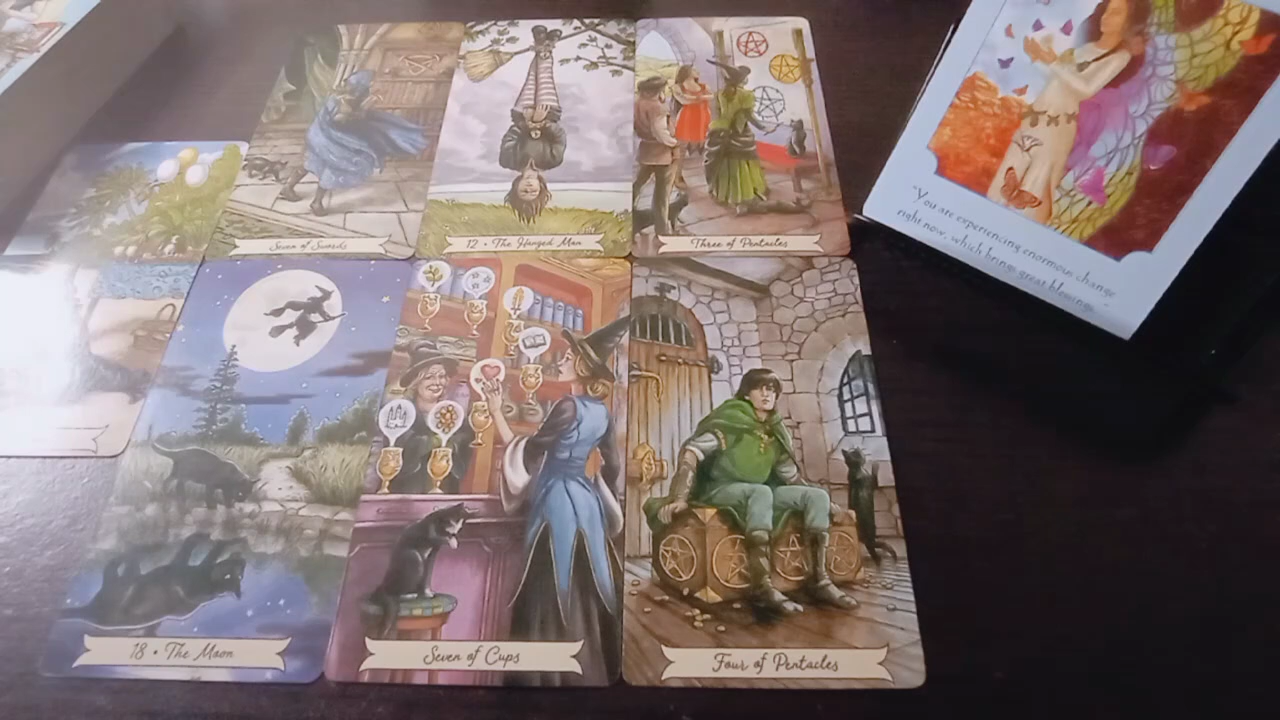 Seven of Swords
12 • The Hanged Man
Three of Pentacles
"You are experiencing enormous change
right now, which brings great blessings."
18 • The Moon
Seven of Cups
Four of Pentacles